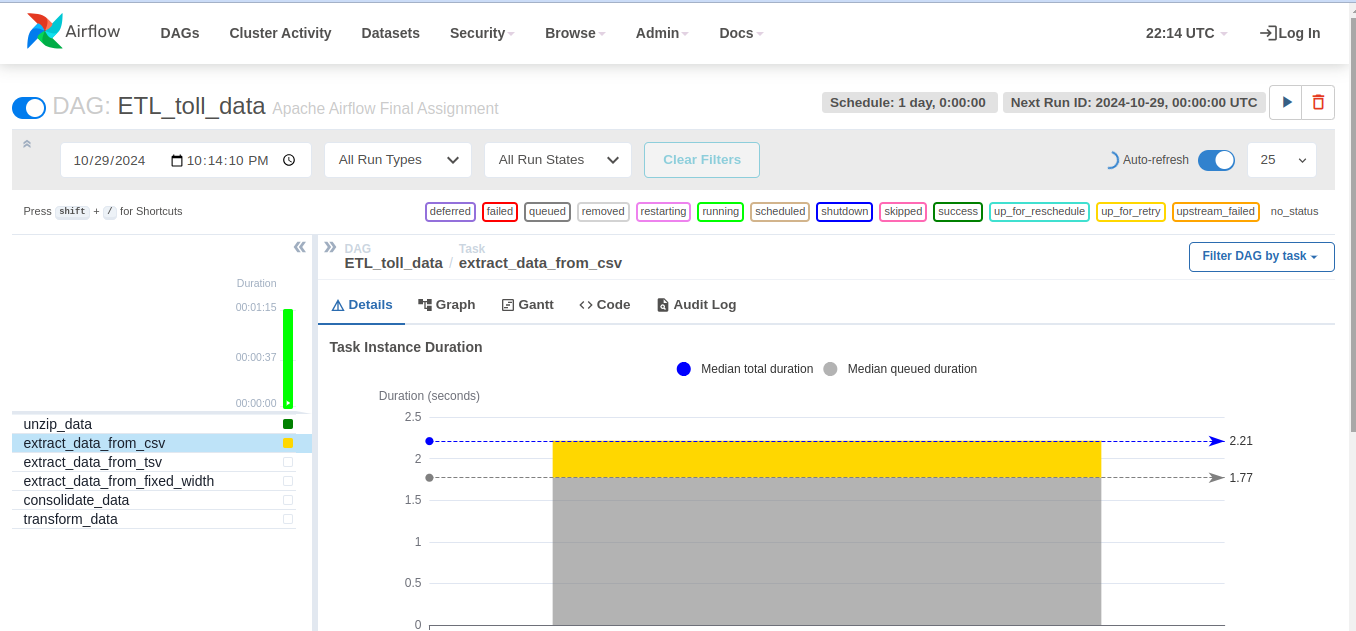 Airflow DAGs Cluster Activity Datasets Security Browse Admin Docs 22:14 UTC Log In
DAG: ETL_toll_data Apache Airflow Final Assignment Schedule: 1 day, 0:00:00 Next Run ID: 2024-10-29, 00:00:00 UTC
10/29/2024 10:14:10 PM All Run Types All Run States Clear Filters Auto-refresh 25
Press shift + / for Shortcuts deferred failed queued removed restarting running scheduled shutdown skipped success up_for_reschedule up_for_retry upstream_failed no_status
DAG Task
ETL_toll_data / extract_data_from_csv Filter DAG by task
Duration
00:01:15
00:00:37
00:00:00
unzip_data
extract_data_from_csv
extract_data_from_tsv
extract_data_from_fixed_width
consolidate_data
transform_data
Details Graph Gantt Code Audit Log
Task Instance Duration
Median total duration Median queued duration
Duration (seconds)
2.5
2.21
2
1.77
1.5
1
0.5
0